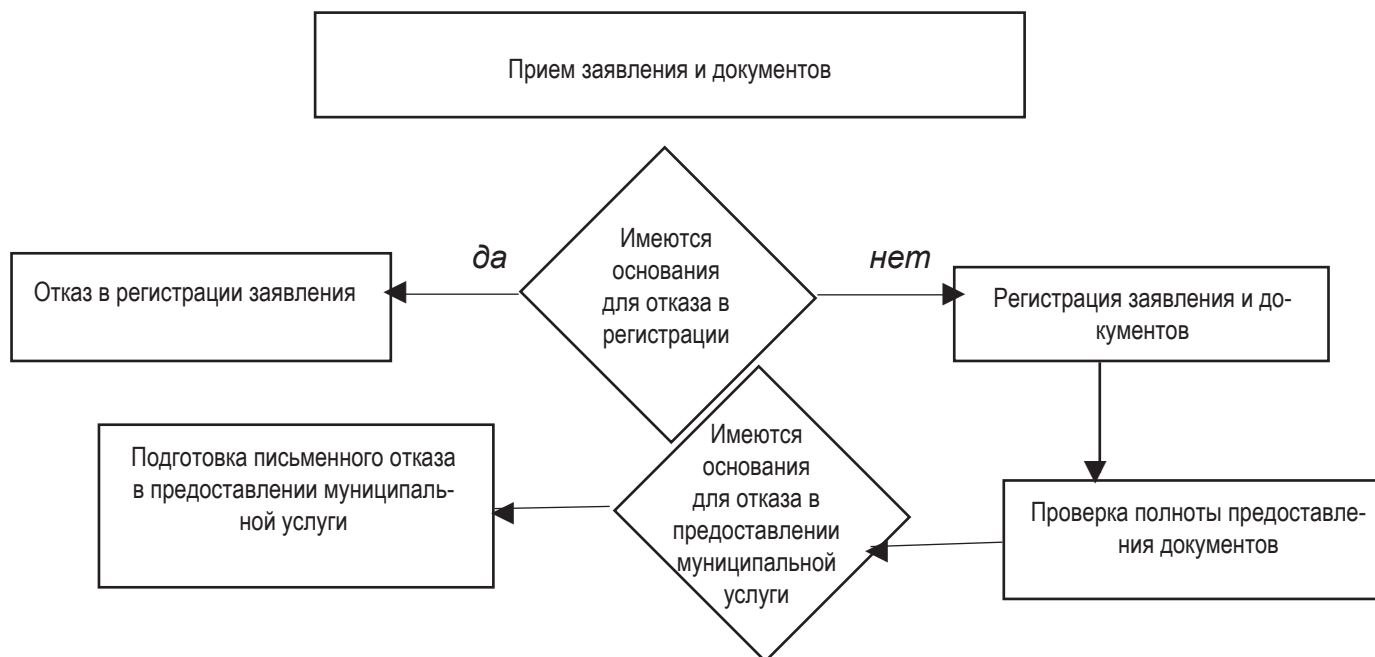 Прием заявления и документов
Имеются
основания
для отказа в
регистрации
да
нет
Отказ в регистрации заявления
Регистрация заявления и до-
кументов
Подготовка письменного отказа
в предоставлении муниципаль-
ной услуги
Имеются
основания
для отказа в
предоставлении
муниципальной
услуги
Проверка полноты предоставле-
ния документов